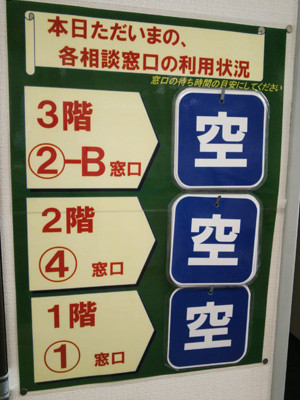 本日ただいまの、
各相談窓口の利用状況
窓口の待ち時間の目安にしてください
3階
②-B窓口
空
2階
④ 窓口
空
1階
① 窓口
空